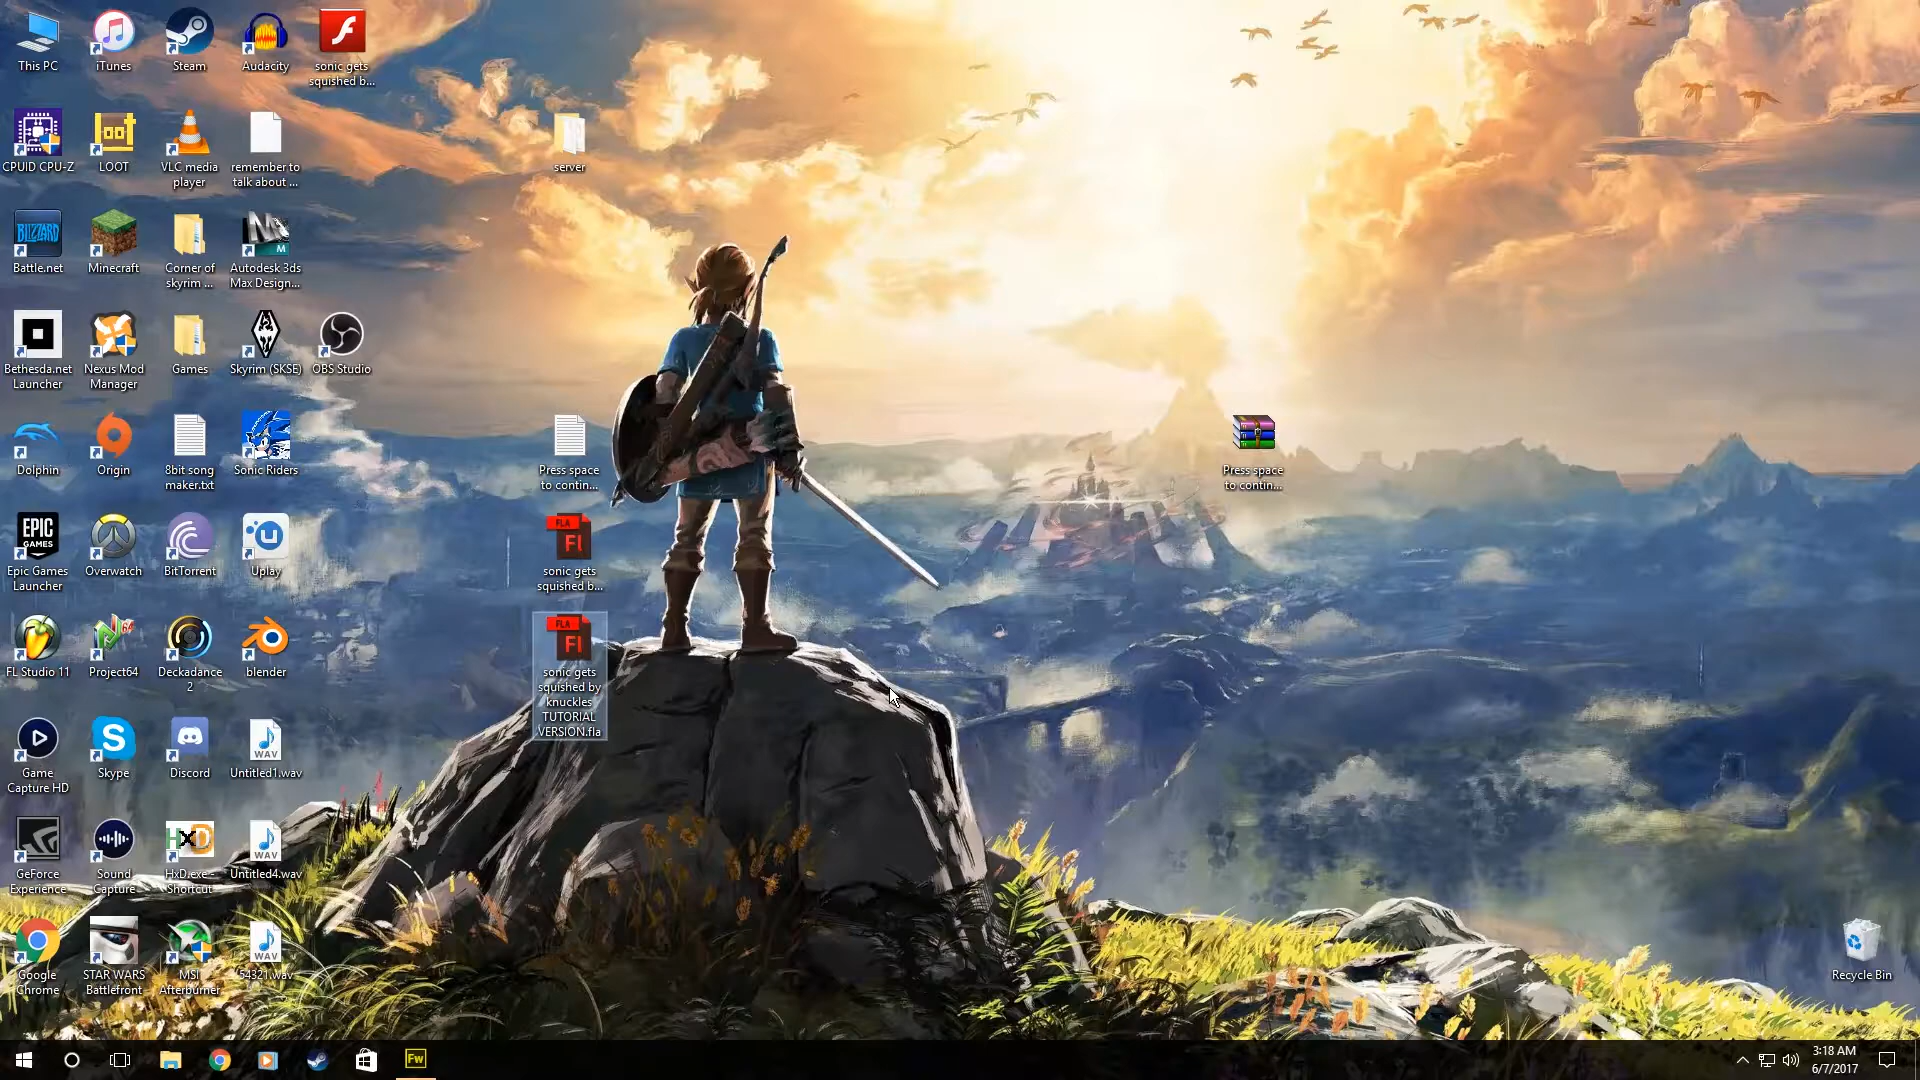 This PC
iTunes
Steam
Audacity
sonic gets
squished b...
CPUID CPU-Z
LOOT
VLC media
player
remember to
talk about ...
server
Battle.net
Minecraft
Corner of
skyrim ...
Autodesk 3ds
Max Design...
Bethesda.net
Launcher
Nexus Mod
Manager
Games
Skyrim (SKSE)
OBS Studio
Dolphin
Origin
8bit song
maker.txt
Sonic Riders
Press space
to contin...
Press space
to contin...
Epic Games
Launcher
Overwatch
BitTorrent
Uplay
sonic gets
squished b...
FL Studio 11
Project64
Deckadance
2
blender
sonic gets
squished by
knuckles
TUTORIAL
VERSION.fla
Game
Capture HD
Skype
Discord
Untitled1.wav
GeForce
Experience
Sound
Capture
HxD.exe -
Shortcut
Untitled4.wav
Google
Chrome
STAR WARS
Battlefront
MSI
Afterburner
54321.wav
Recycle Bin
3:18 AM
6/7/2017